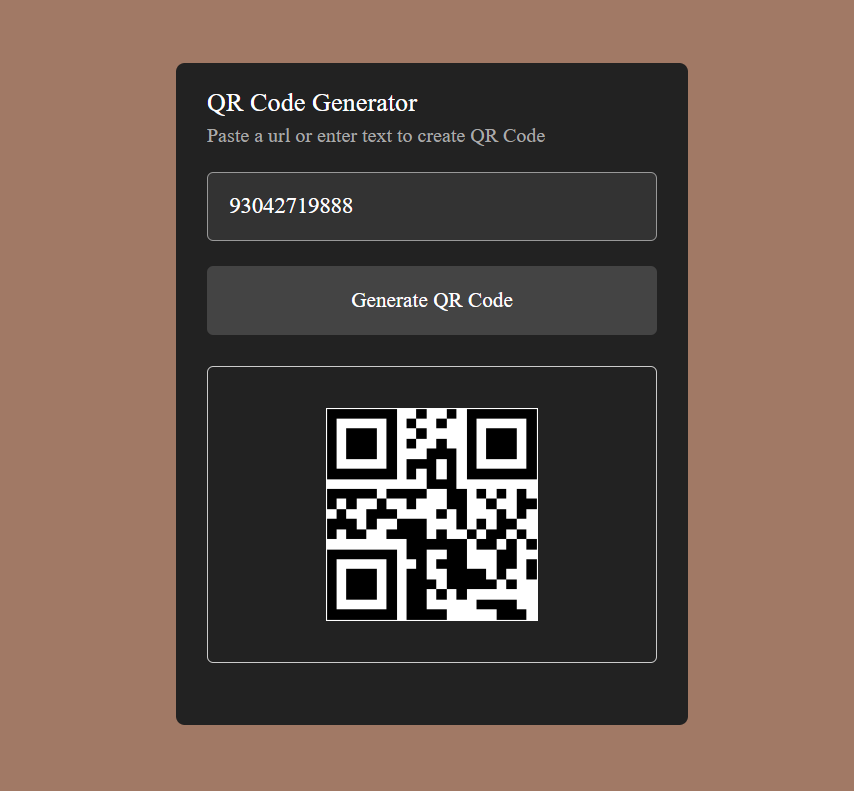 QR Code Generator
Paste a url or enter text to create QR Code
93042719888
Generate QR Code